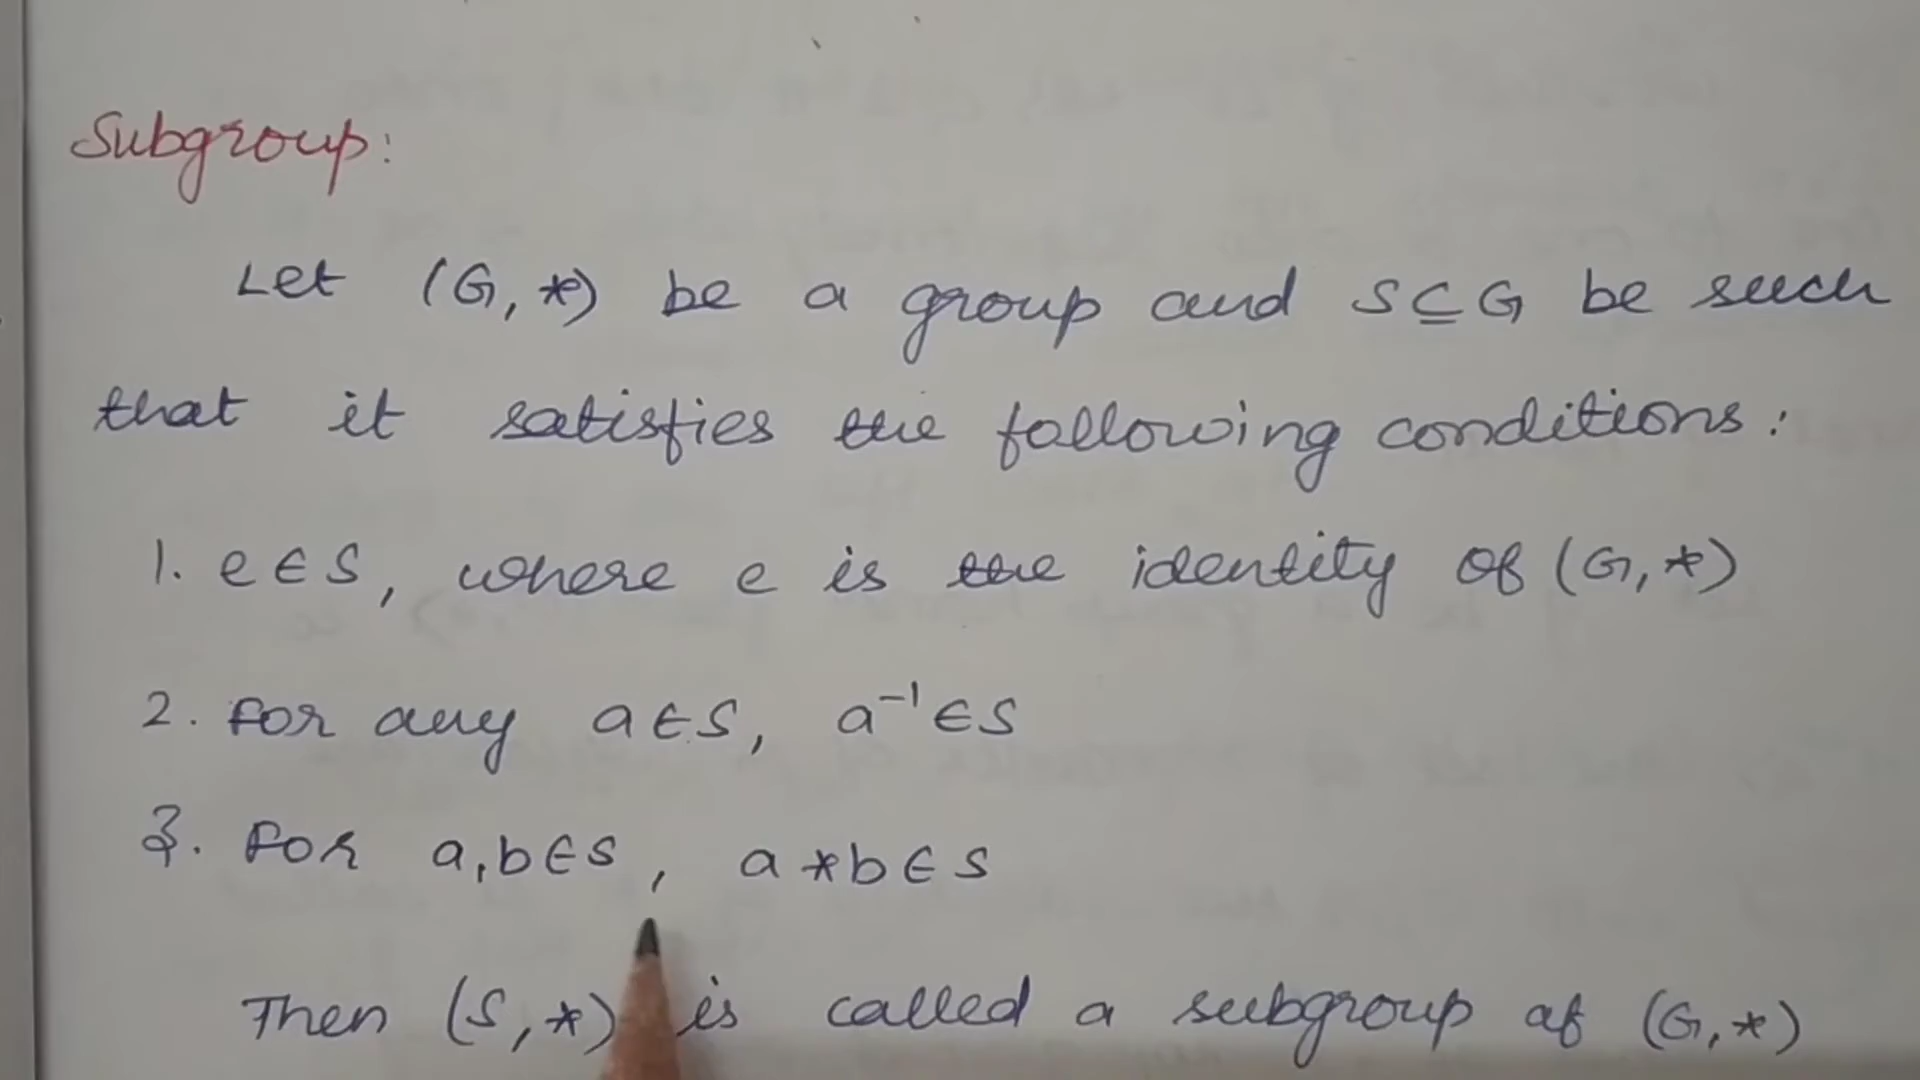 Subgroup:
Let (G, *) be a group and S ⊆ G be such
that it satisfies the following conditions:
1. e ∈ S, where e is the identity of (G, *)
2. For any a ∈ S, a⁻¹ ∈ S
3. For a, b ∈ S, a * b ∈ S
Then (S, *) is called a subgroup of (G, *)